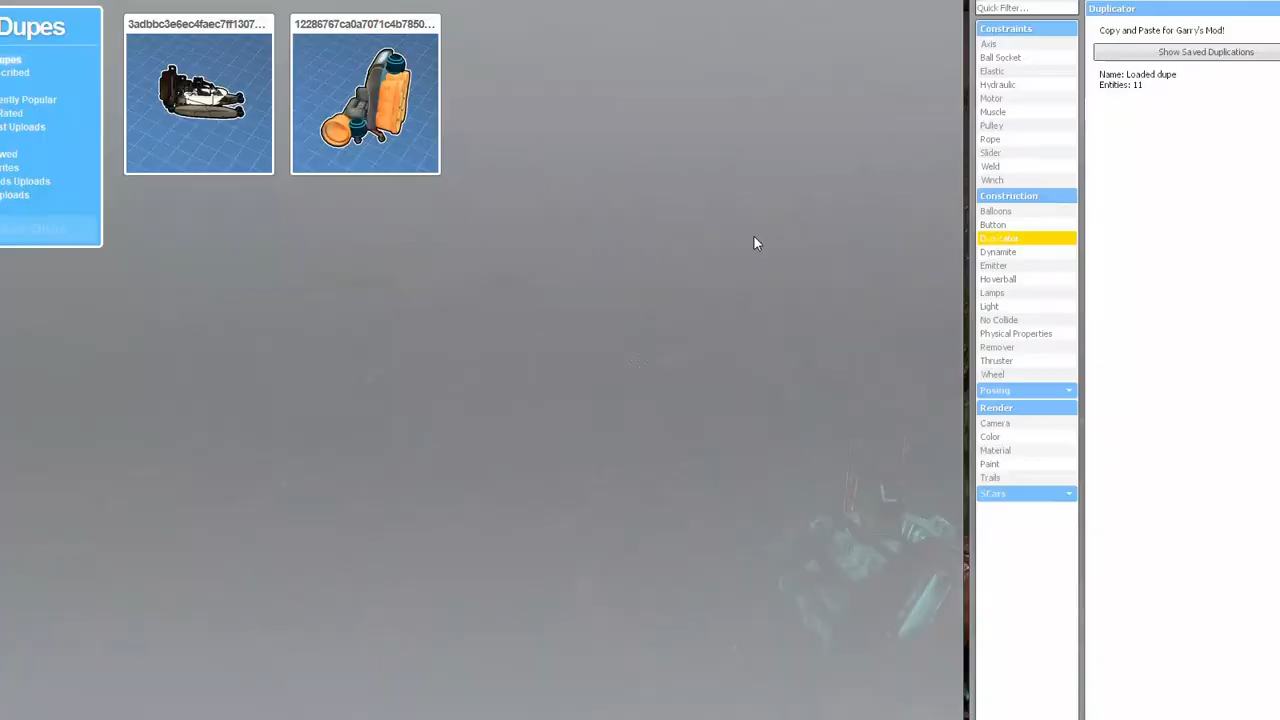 Dupes
upes
cribed
ently Popular
Rated
st Uploads
wed
rites
ds Uploads
ploads
3adbbc3e6ec4faec7ff1307...
12286767ca0a7071c4b7850...
Quick Filter...
Constraints
Axis
Ball Socket
Elastic
Hydraulic
Motor
Muscle
Pulley
Rope
Slider
Weld
Winch
Construction
Balloons
Button
Duplicator
Dynamite
Emitter
Hoverball
Lamps
Light
No Collide
Physical Properties
Remover
Thruster
Wheel
Posing
Render
Camera
Color
Material
Paint
Trails
SCars
Duplicator
Copy and Paste for Garry's Mod!
Show Saved Duplications
Name: Loaded dupe
Entities: 11